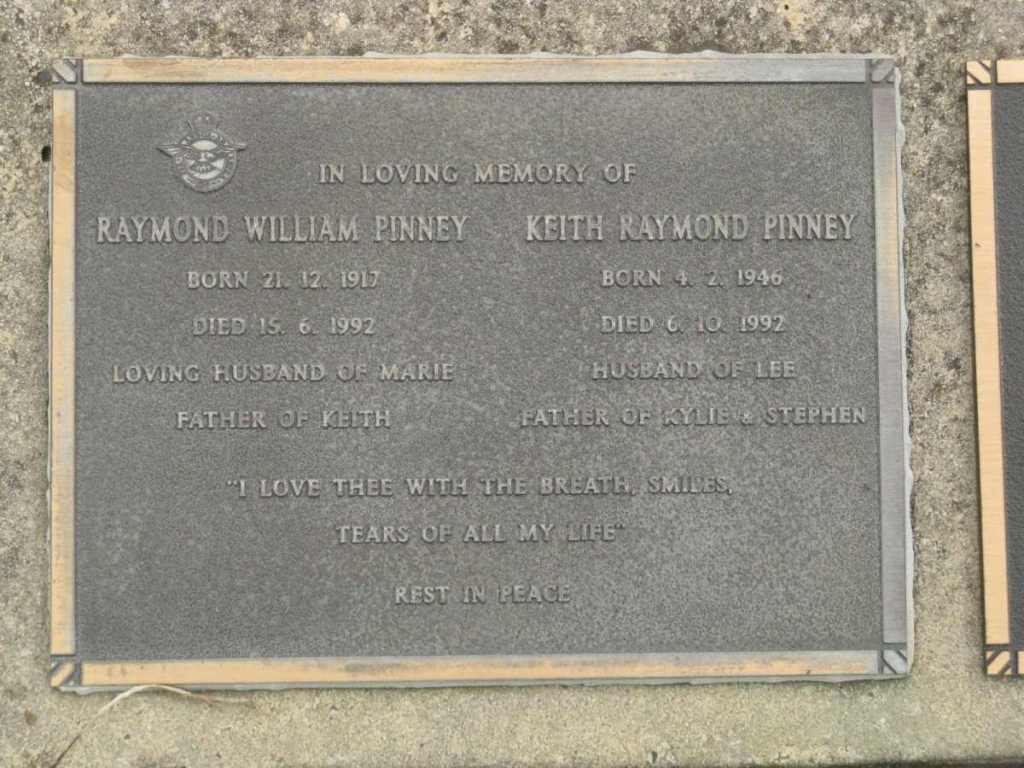 IN LOVING MEMORY OF
RAYMOND WILLIAM PINNEY
BORN 21. 12. 1917
DIED 15. 6. 1992
LOVING HUSBAND OF MARIE
FATHER OF KEITH
KEITH RAYMOND PINNEY
BORN 4. 2. 1946
DIED 6. 10. 1992
HUSBAND OF LEE
FATHER OF KYLIE & STEPHEN
"I LOVE THEE WITH THE BREATH, SMILES,
TEARS OF ALL MY LIFE"
REST IN PEACE